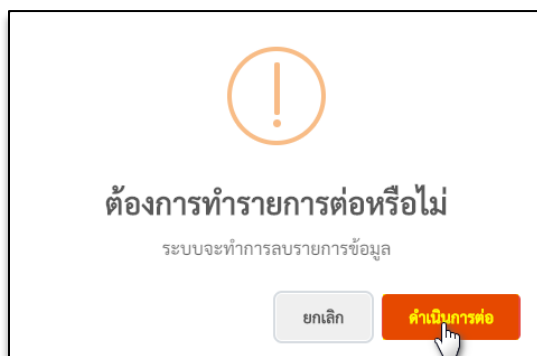 ต้องการทำรายการต่อหรือไม่
ระบบจะทำการลบรายการข้อมูล
ยกเลิก
ดำเนินการต่อ